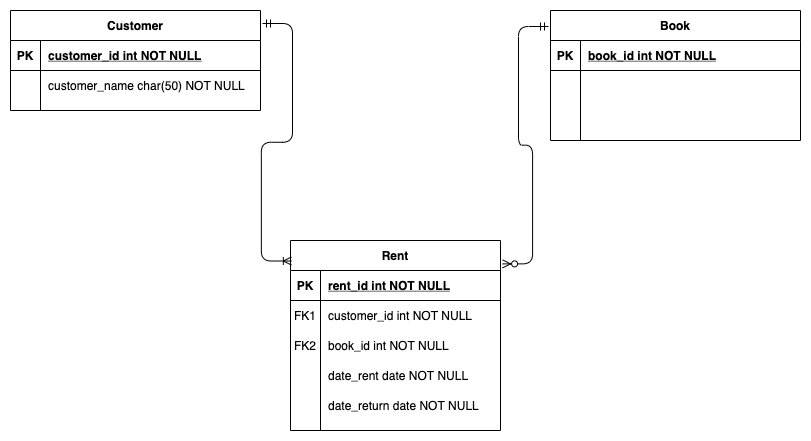 Customer
PK customer_id int NOT NULL
customer_name char(50) NOT NULL
Book
PK book_id int NOT NULL
Rent
PK rent_id int NOT NULL
FK1 customer_id int NOT NULL
FK2 book_id int NOT NULL
date_rent date NOT NULL
date_return date NOT NULL